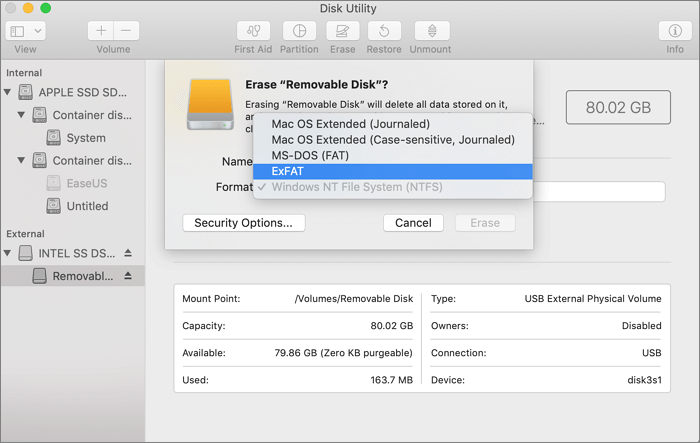 Disk Utility
View
Volume
First Aid
Partition
Erase
Restore
Unmount
Info
Internal
APPLE SSD SD...
Container dis...
System
Container dis...
EaseUS
Untitled
External
INTEL SS DS...
Removabl...
Erase “Removable Disk”?
Erasing “Removable Disk” will delete all data stored on it,
80.02 GB
Mac OS Extended (Journaled)
Mac OS Extended (Case-sensitive, Journaled)
MS-DOS (FAT)
Name
ExFAT
Format
✓ Windows NT File System (NTFS)
Security Options...
Cancel
Erase
Mount Point: /Volumes/Removable Disk
Type: USB External Physical Volume
Capacity: 80.02 GB
Owners: Disabled
Available: 79.86 GB (Zero KB purgeable)
Connection: USB
Used: 163.7 MB
Device: disk3s1